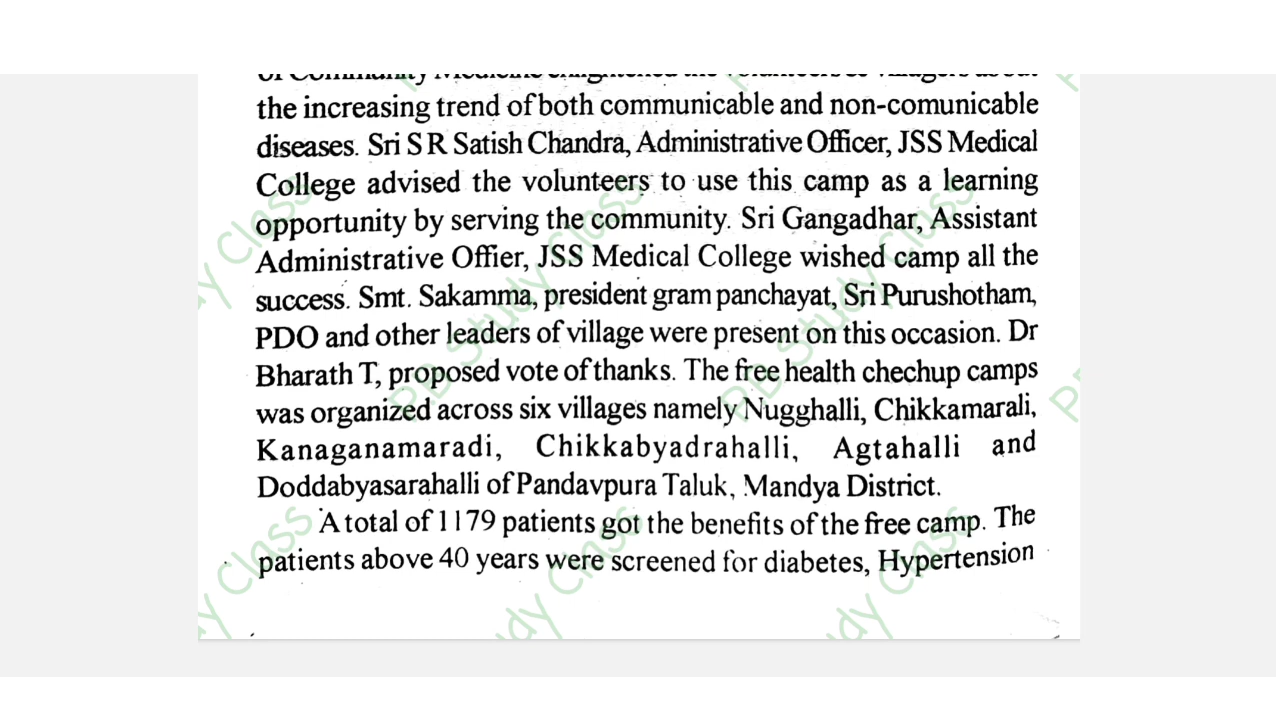 the increasing trend of both communicable and non-comunicable
diseases. Sri S R Satish Chandra, Administrative Officer, JSS Medical
College advised the volunteers to use this camp as a learning
opportunity by serving the community. Sri Gangadhar, Assistant
Administrative Offier, JSS Medical College wished camp all the
success. Smt. Sakamma, president gram panchayat, Sri Purushotham,
PDO and other leaders of village were present on this occasion. Dr
Bharath T, proposed vote of thanks. The free health chechup camps
was organized across six villages namely Nugghalli, Chikkamarali,
Kanaganamaradi, Chikkabyadrahalli, Agtahalli and
Doddabyasarahalli of Pandavpura Taluk, Mandya District.
A total of 1179 patients got the benefits of the free camp. The
patients above 40 years were screened for diabetes, Hypertension
Study Class
Study Class